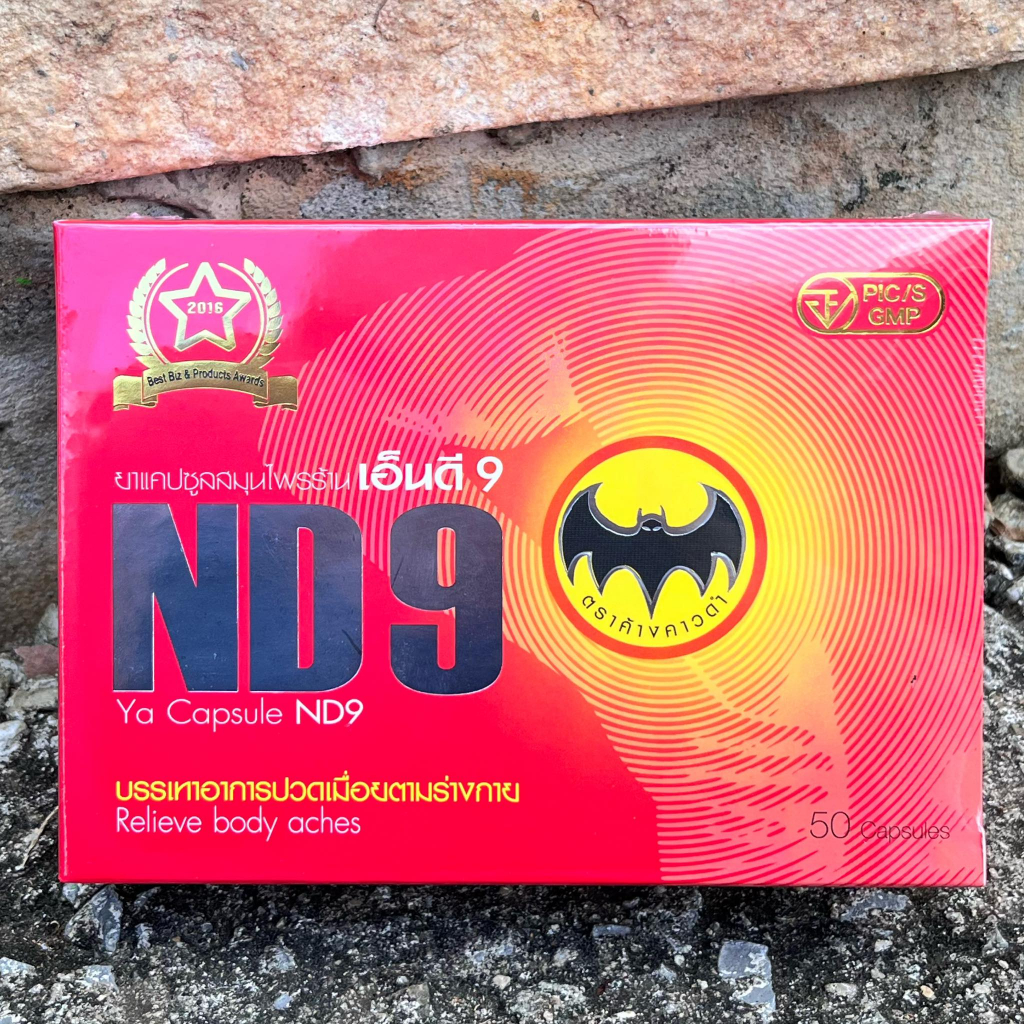 2016
Best Biz & Products Awards
PIC/S
GMP
ยาแคปซูลสมุนไพรร้าน เอ็นดี 9
ND9
ตราค้างคาวดำ
Ya Capsule ND9
บรรเทาอาการปวดเมื่อยตามร่างกาย
Relieve body aches
50 Capsules